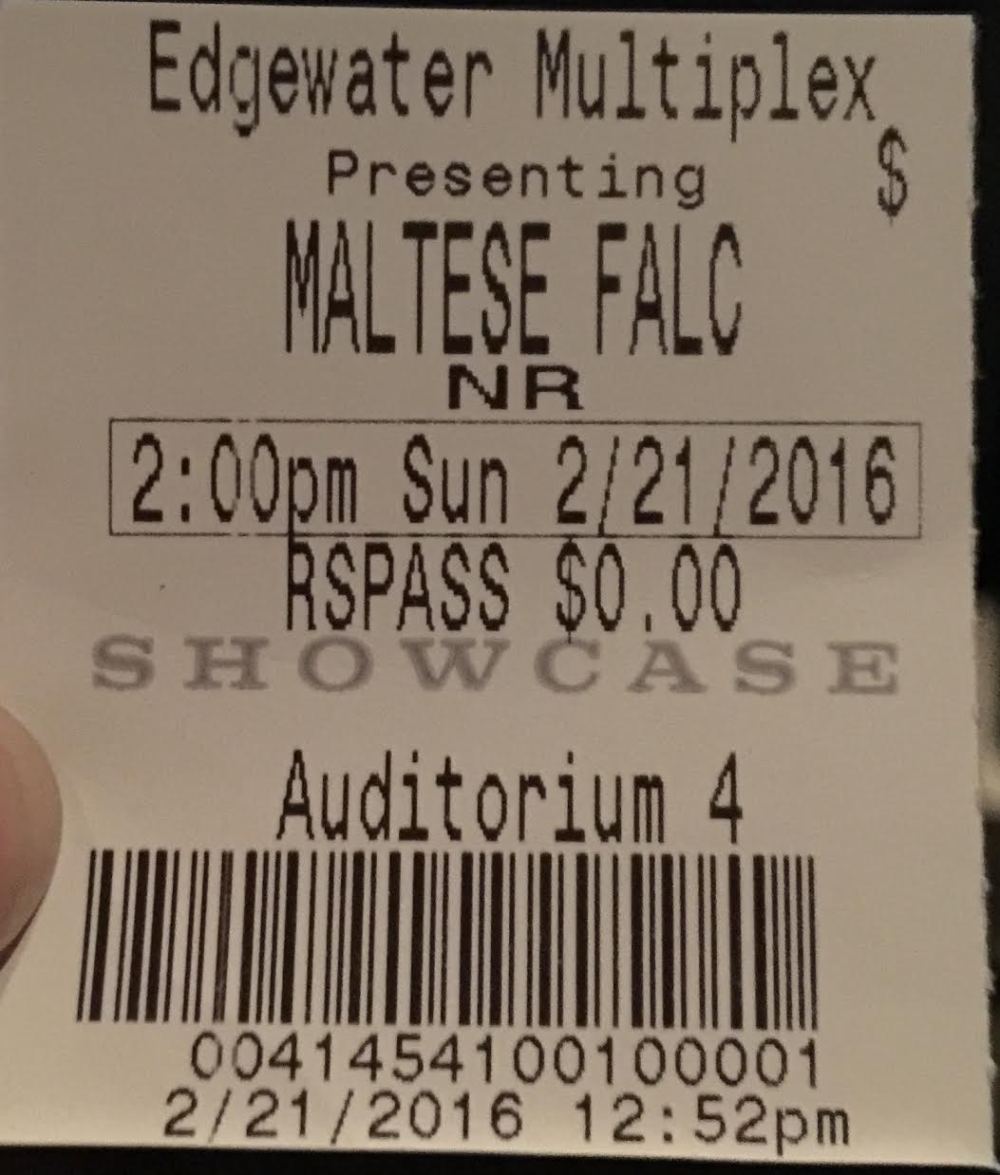 Edgewater Multiplex
$
Presenting
MALTESE FALC
NR
2:00pm Sun 2/21/2016
RSPASS $0.00
SHOWCASE
Auditorium 4
0041454100100001
2/21/2016 12:52pm